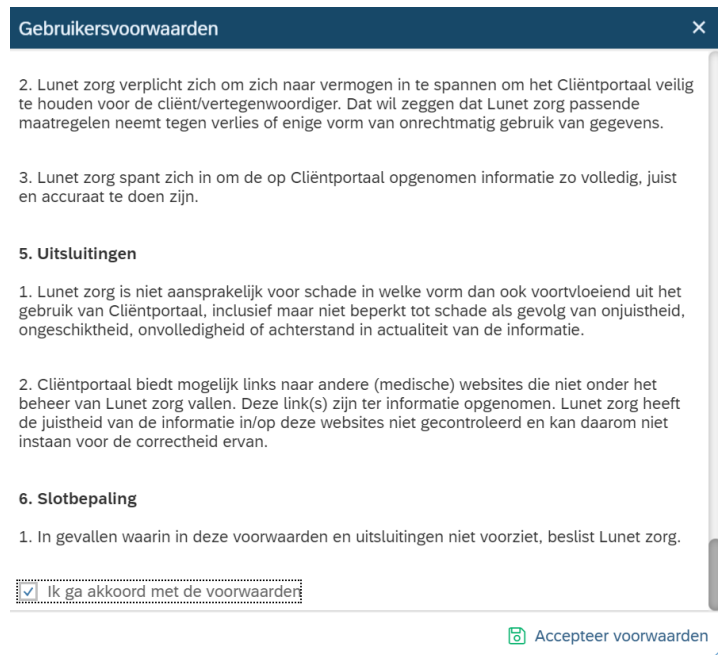 Gebruikersvoorwaarden
2. Lunet zorg verplicht zich om zich naar vermogen in te spannen om het Cliëntportaal veilig
te houden voor de cliënt/vertegenwoordiger. Dat wil zeggen dat Lunet zorg passende
maatregelen neemt tegen verlies of enige vorm van onrechtmatig gebruik van gegevens.
3. Lunet zorg spant zich in om de op Cliëntportaal opgenomen informatie zo volledig, juist
en accuraat te doen zijn.
5. Uitsluitingen
1. Lunet zorg is niet aansprakelijk voor schade in welke vorm dan ook voortvloeiend uit het
gebruik van Cliëntportaal, inclusief maar niet beperkt tot schade als gevolg van onjuistheid,
ongeschiktheid, onvolledigheid of achterstand in actualiteit van de informatie.
2. Cliëntportaal biedt mogelijk links naar andere (medische) websites die niet onder het
beheer van Lunet zorg vallen. Deze link(s) zijn ter informatie opgenomen. Lunet zorg heeft
de juistheid van de informatie in/op deze websites niet gecontroleerd en kan daarom niet
instaan voor de correctheid ervan.
6. Slotbepaling
1. In gevallen waarin in deze voorwaarden en uitsluitingen niet voorziet, beslist Lunet zorg.
Ik ga akkoord met de voorwaarden
Accepteer voorwaarden